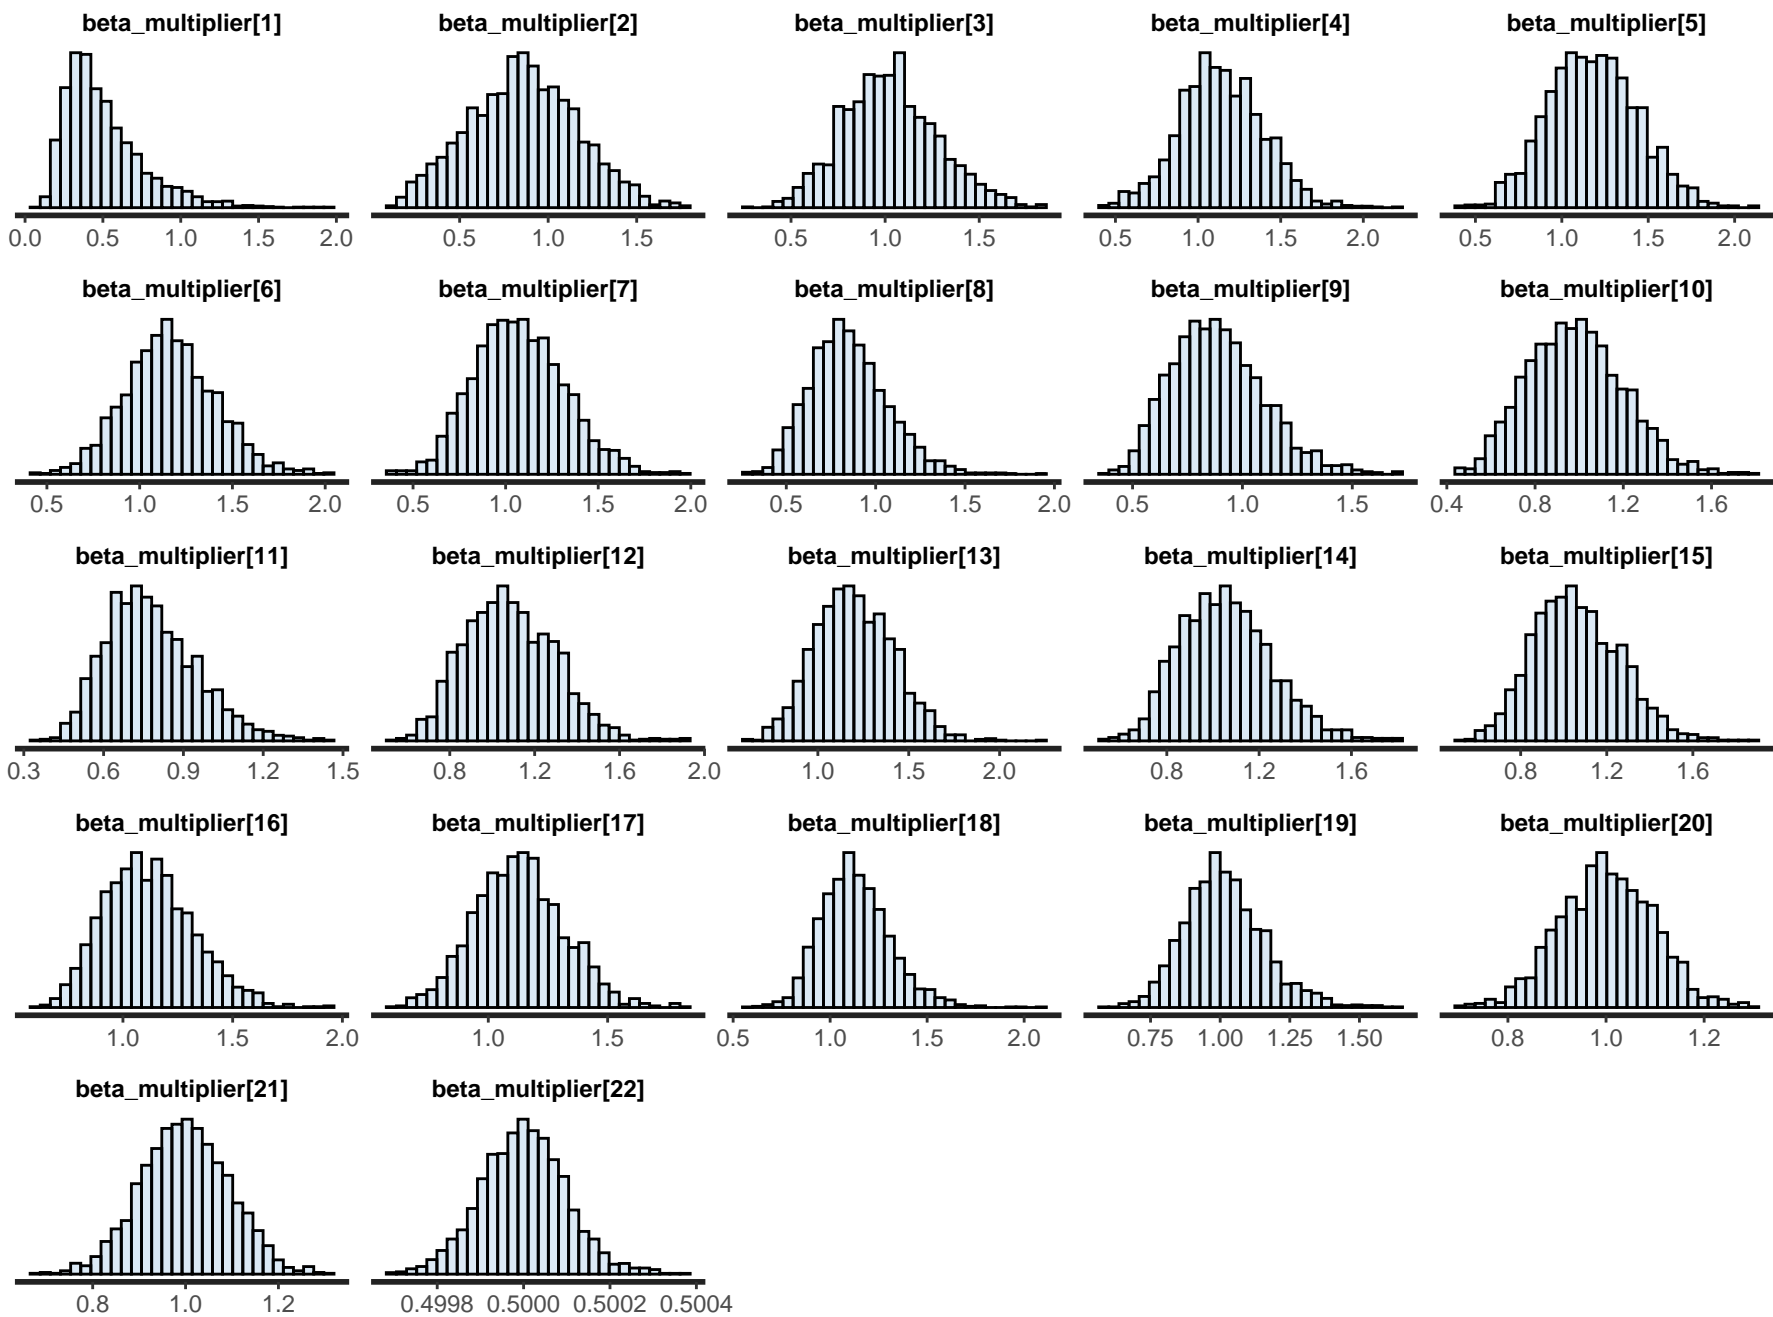 beta_multiplier[1] beta_multiplier[2] beta_multiplier[3] beta_multiplier[4] beta_multiplier[5]
0.0 0.5 1.0 1.5 2.0 0.5 1.0 1.5 0.5 1.0 1.5 0.5 1.0 1.5 2.0 0.5 1.0 1.5 2.0
beta_multiplier[6] beta_multiplier[7] beta_multiplier[8] beta_multiplier[9] beta_multiplier[10]
0.5 1.0 1.5 2.0 0.5 1.0 1.5 2.0 0.5 1.0 1.5 2.0 0.5 1.0 1.5 0.4 0.8 1.2 1.6
beta_multiplier[11] beta_multiplier[12] beta_multiplier[13] beta_multiplier[14] beta_multiplier[15]
0.3 0.6 0.9 1.2 1.5 0.8 1.2 1.6 2.0 1.0 1.5 2.0 0.8 1.2 1.6 0.8 1.2 1.6
beta_multiplier[16] beta_multiplier[17] beta_multiplier[18] beta_multiplier[19] beta_multiplier[20]
1.0 1.5 2.0 1.0 1.5 0.5 1.0 1.5 2.0 0.75 1.00 1.25 1.50 0.8 1.0 1.2
beta_multiplier[21] beta_multiplier[22]
0.8 1.0 1.2 0.4998 0.5000 0.5002 0.5004